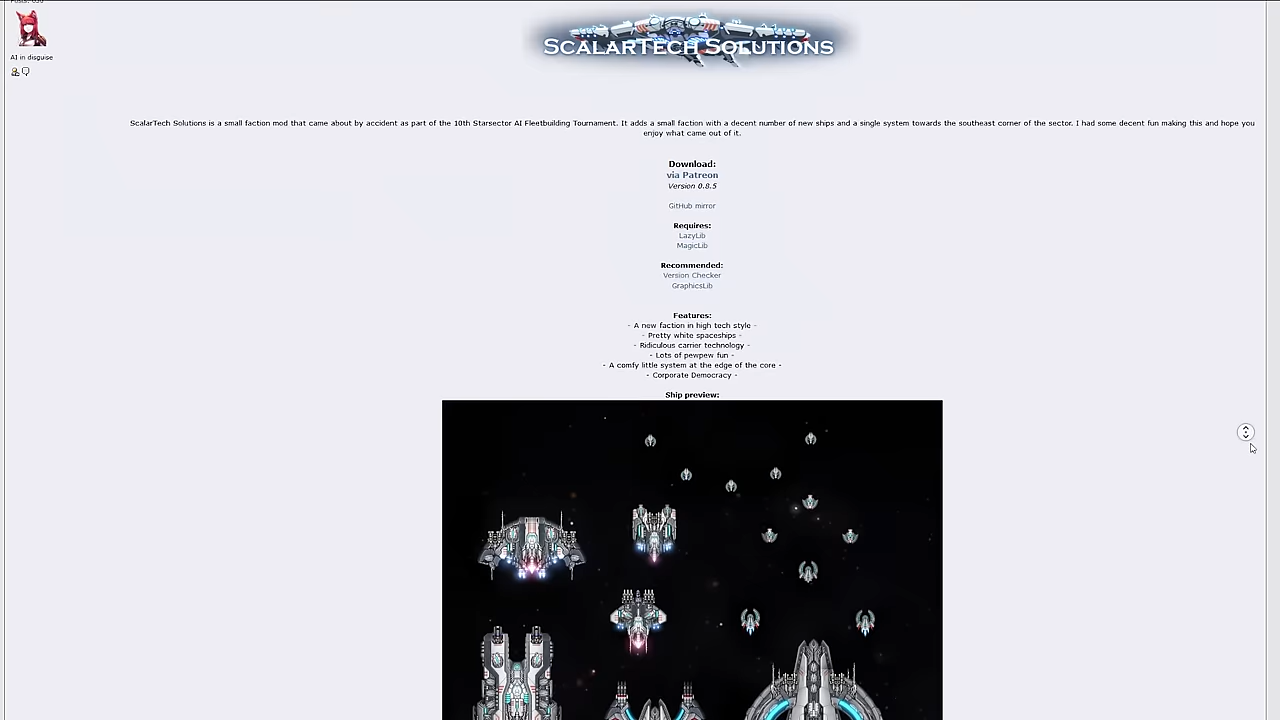 AI in disguise
ScalarTech Solutions
ScalarTech Solutions is a small faction mod that came about by accident as part of the 10th Starsector AI Fleetbuilding Tournament. It adds a small faction with a decent number of new ships and a single system towards the southeast corner of the sector. I had some decent fun making this and hope you
enjoy what came out of it.
Download:
via Patreon
Version 0.8.5
GitHub mirror
Requires:
LazyLib
MagicLib
Recommended:
Version Checker
GraphicsLib
Features:
- A new faction in high tech style -
- Pretty white spaceships -
- Ridiculous carrier technology -
- Lots of pewpew fun -
- A comfy little system at the edge of the core -
- Corporate Democracy -
Ship preview: